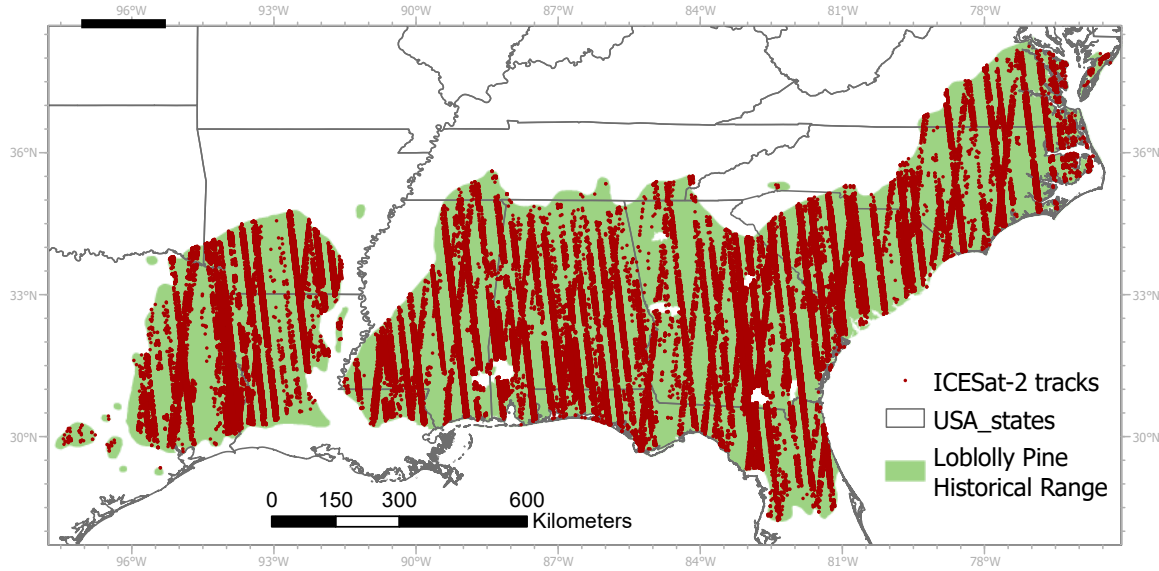 96°W 93°W 90°W 87°W 84°W 81°W 78°W
36°N 36°N
33°N 33°N
ICESat-2 tracks
USA_states
30°N 30°N
Loblolly Pine
Historical Range
0 150 300 600
Kilometers
96°W 93°W 90°W 87°W 84°W 81°W 78°W